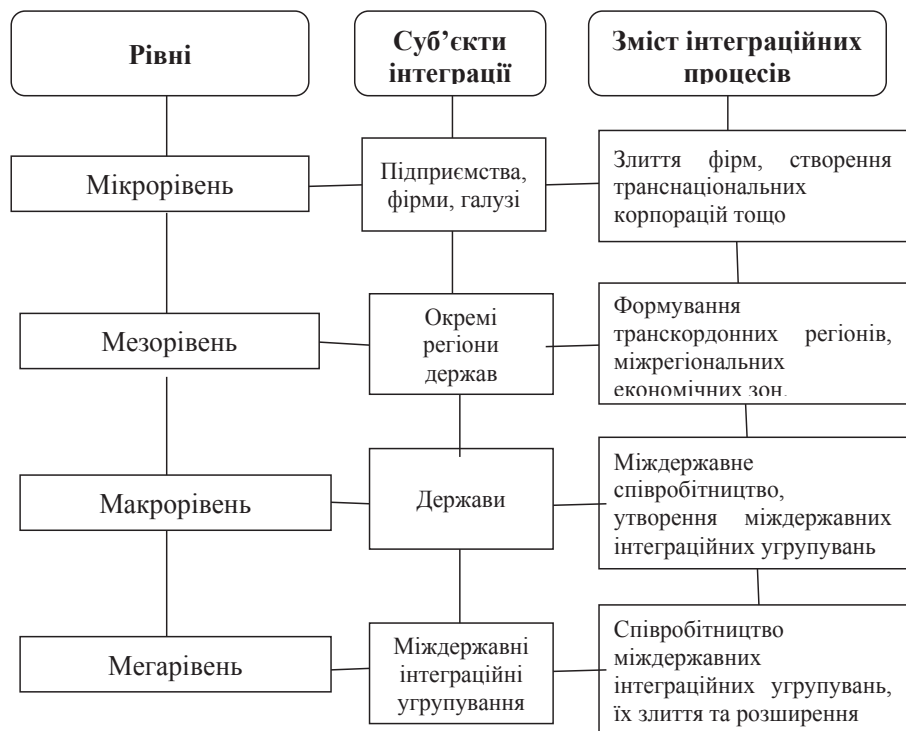 Рівні
Суб’єкти
інтеграції
Зміст інтеграційних
процесів
Мікрорівень
Підприємства,
фірми, галузі
Злиття фірм, створення
транснаціональних
корпорацій тощо
Мезорівень
Окремі
регіони
держав
Формування
транскордонних регіонів,
міжрегіональних
економічних зон.
Макрорівень
Держави
Міждержавне
співробітництво,
утворення міждержавних
інтеграційних угрупувань
Мегарівень
Міждержавні
інтеграційні
угрупування
Співробітництво
міждержавних
інтеграційних угрупувань,
їх злиття та розширення